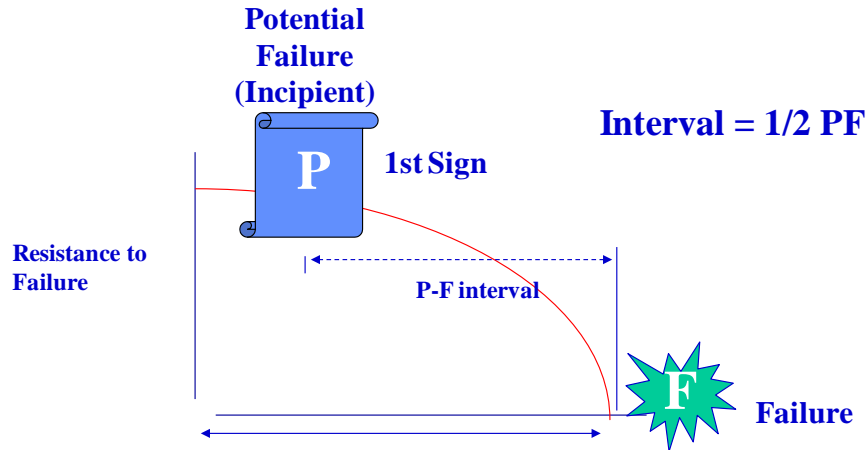 Potential
Failure
(Incipient)
Interval = 1/2 PF
P
1st Sign
Resistance to
Failure
P-F interval
F
Failure